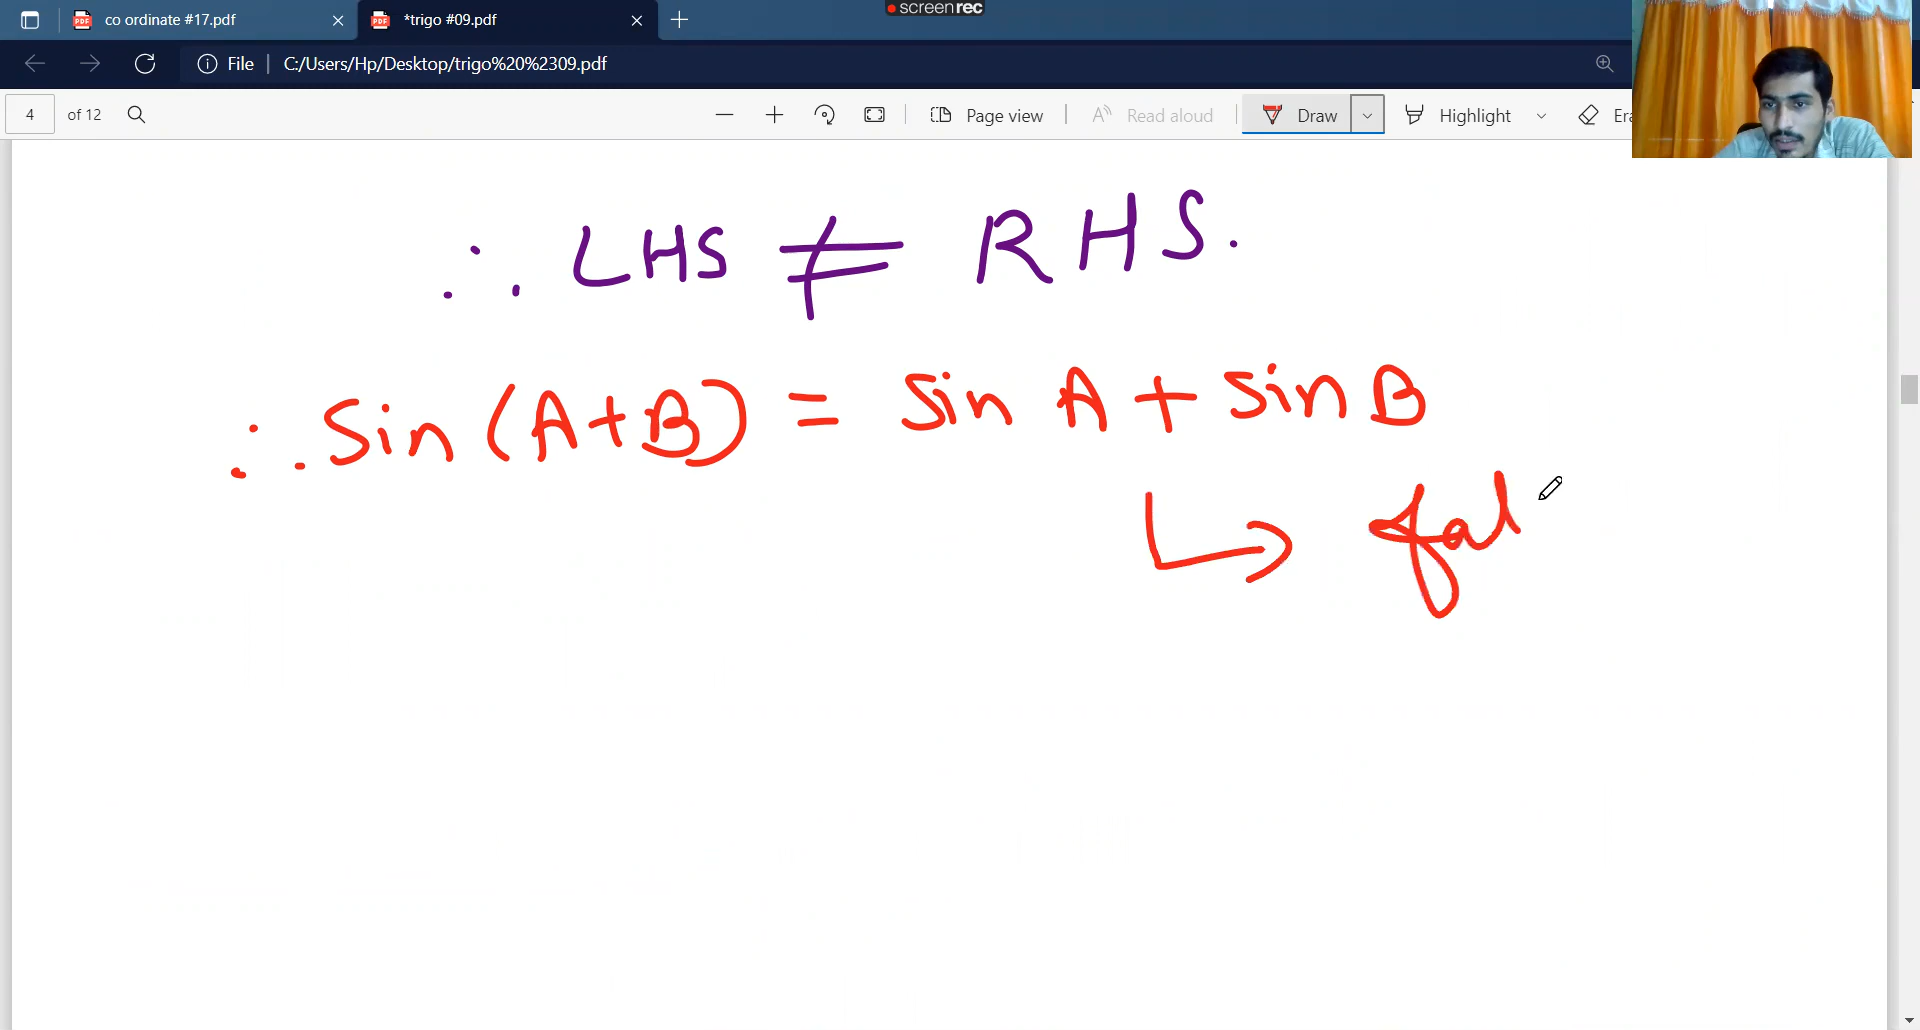 co ordinate #17.pdf
*trigo #09.pdf
screenrec
File
C:/Users/Hp/Desktop/trigo%20%2309.pdf
4 of 12
Page view
Read aloud
Draw
Highlight
Era
∴ LHS ≠ RHS.
∴ Sin (A+B) = Sin A + Sin B
fal